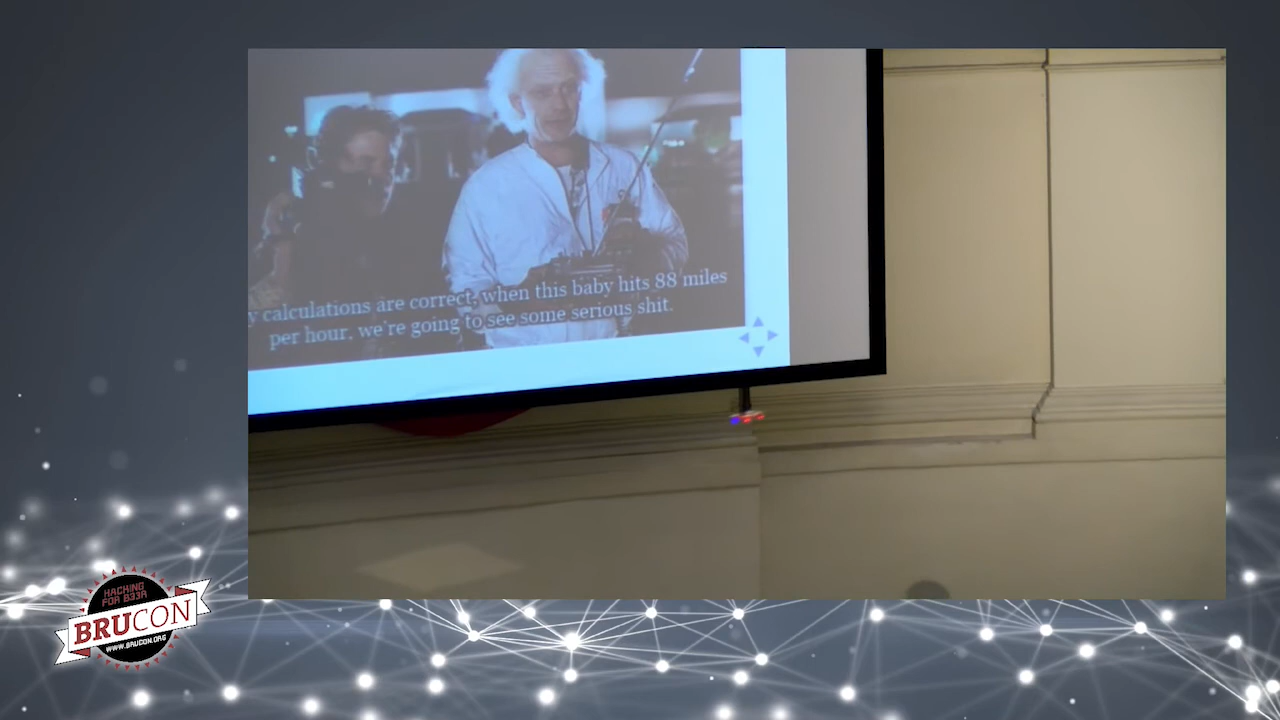 y calculations are correct, when this baby hits 88 miles
per hour, we're going to see some serious shit.
HACKING
FOR B33R
BRUCON
WWW.BRUCON.ORG